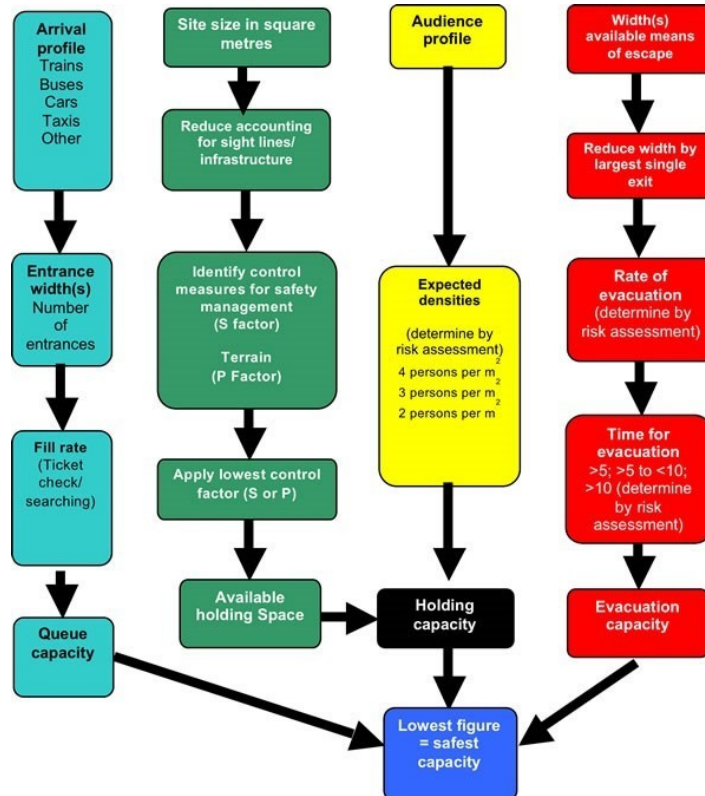 Arrival
profile
Trains
Buses
Cars
Taxis
Other
Entrance
width(s)
Number
of
entrances
Fill rate
(Ticket
check/
searching)
Queue
capacity
Site size in square
metres
Reduce accounting
for sight lines/
infrastructure
Identify control
measures for safety
management
(S factor)
Terrain
(P Factor)
Apply lowest control
factor (S or P)
Available
holding Space
Audience
profile
Expected
densities
(determine by
risk assessment)
4 persons per m²
3 persons per m²
2 persons per m²
Holding
capacity
Width(s)
available means
of escape
Reduce width by
largest single
exit
Rate of
evacuation
(determine by
risk assessment)
Time for
evacuation
>5; >5 to <10;
>10 (determine
by risk
assessment)
Evacuation
capacity
Lowest figure
= safest
capacity